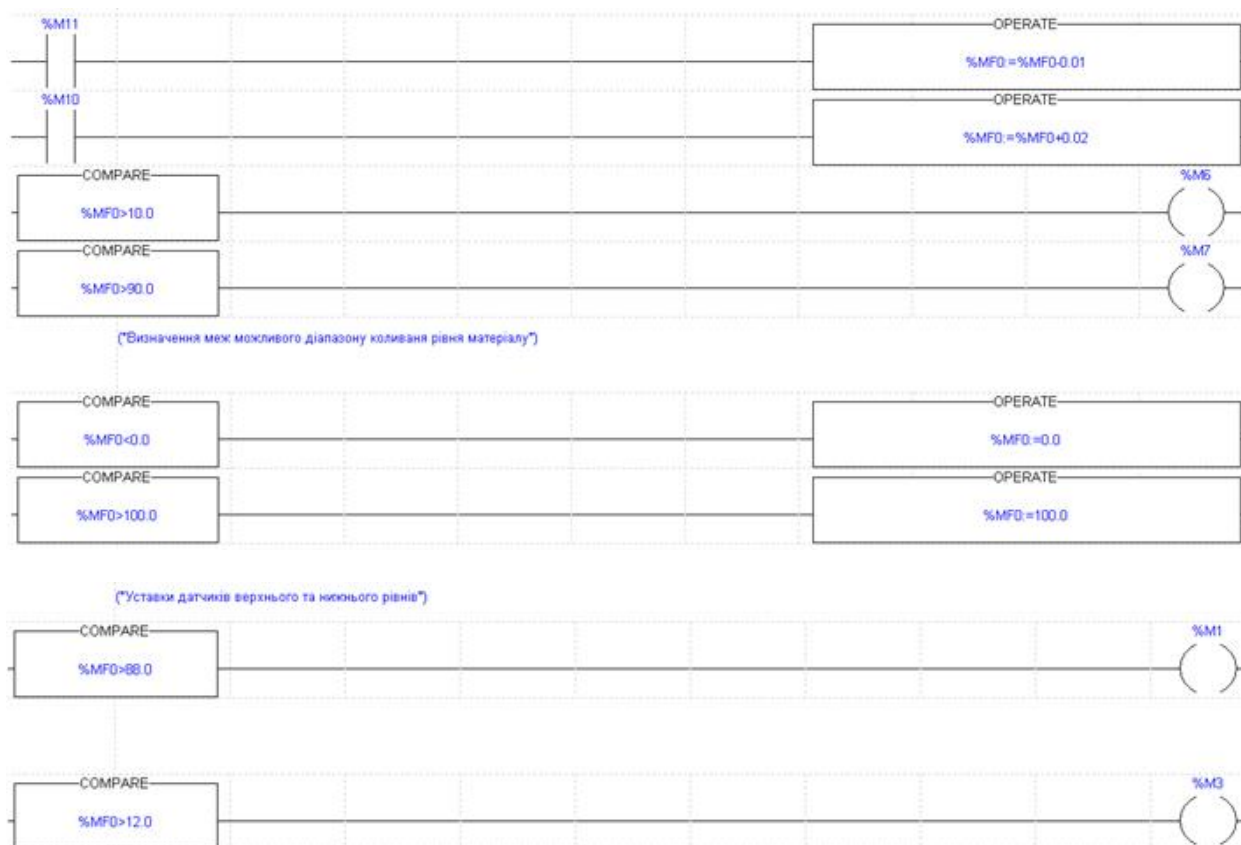 %M11
OPERATE
%MF0:=%MF0-0.01
%M10
OPERATE
%MF0:=%MF0+0.02
COMPARE
%MF0>10.0
%M6
COMPARE
%MF0>90.0
%M7
("Визначення меж можливого діапазону коливаня рівня матеріалу")
COMPARE
%MF0<0.0
OPERATE
%MF0:=0.0
COMPARE
%MF0>100.0
OPERATE
%MF0:=100.0
("Уставки датчиків верхнього та нижнього рівнів")
COMPARE
%MF0>88.0
%M1
COMPARE
%MF0>12.0
%M3